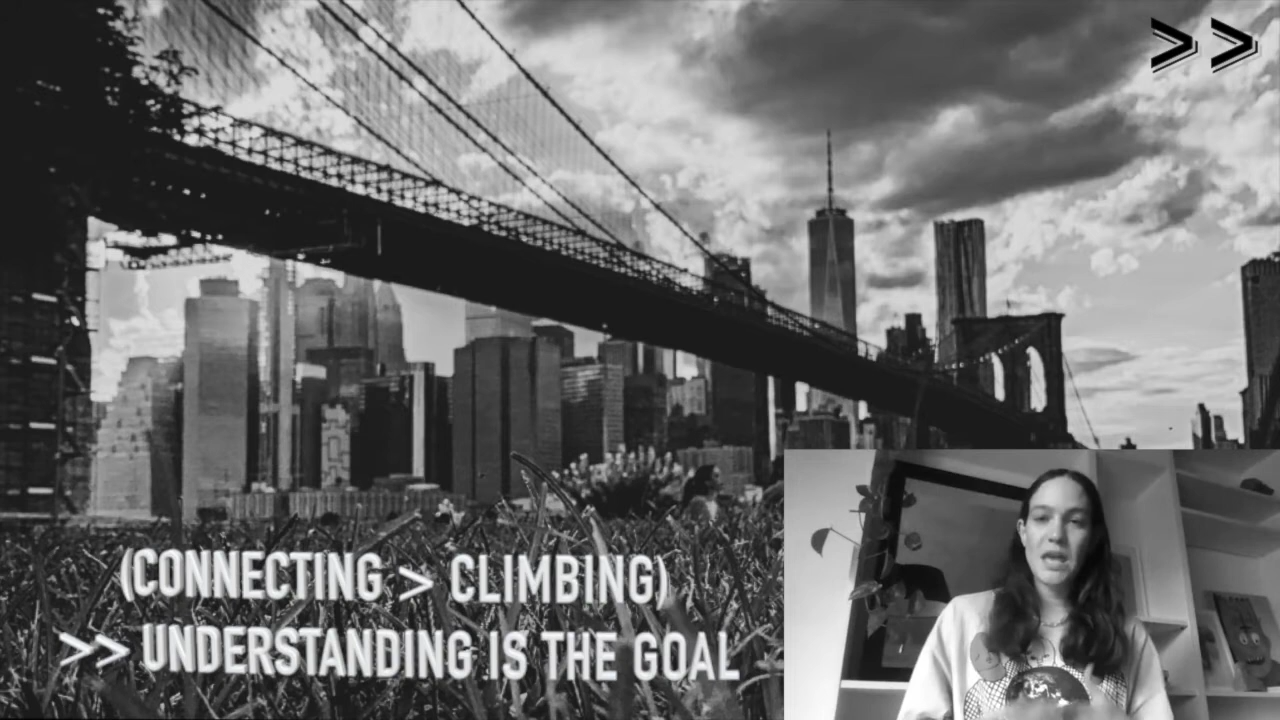 >>
(CONNECTING > CLIMBING)
>> UNDERSTANDING IS THE GOAL